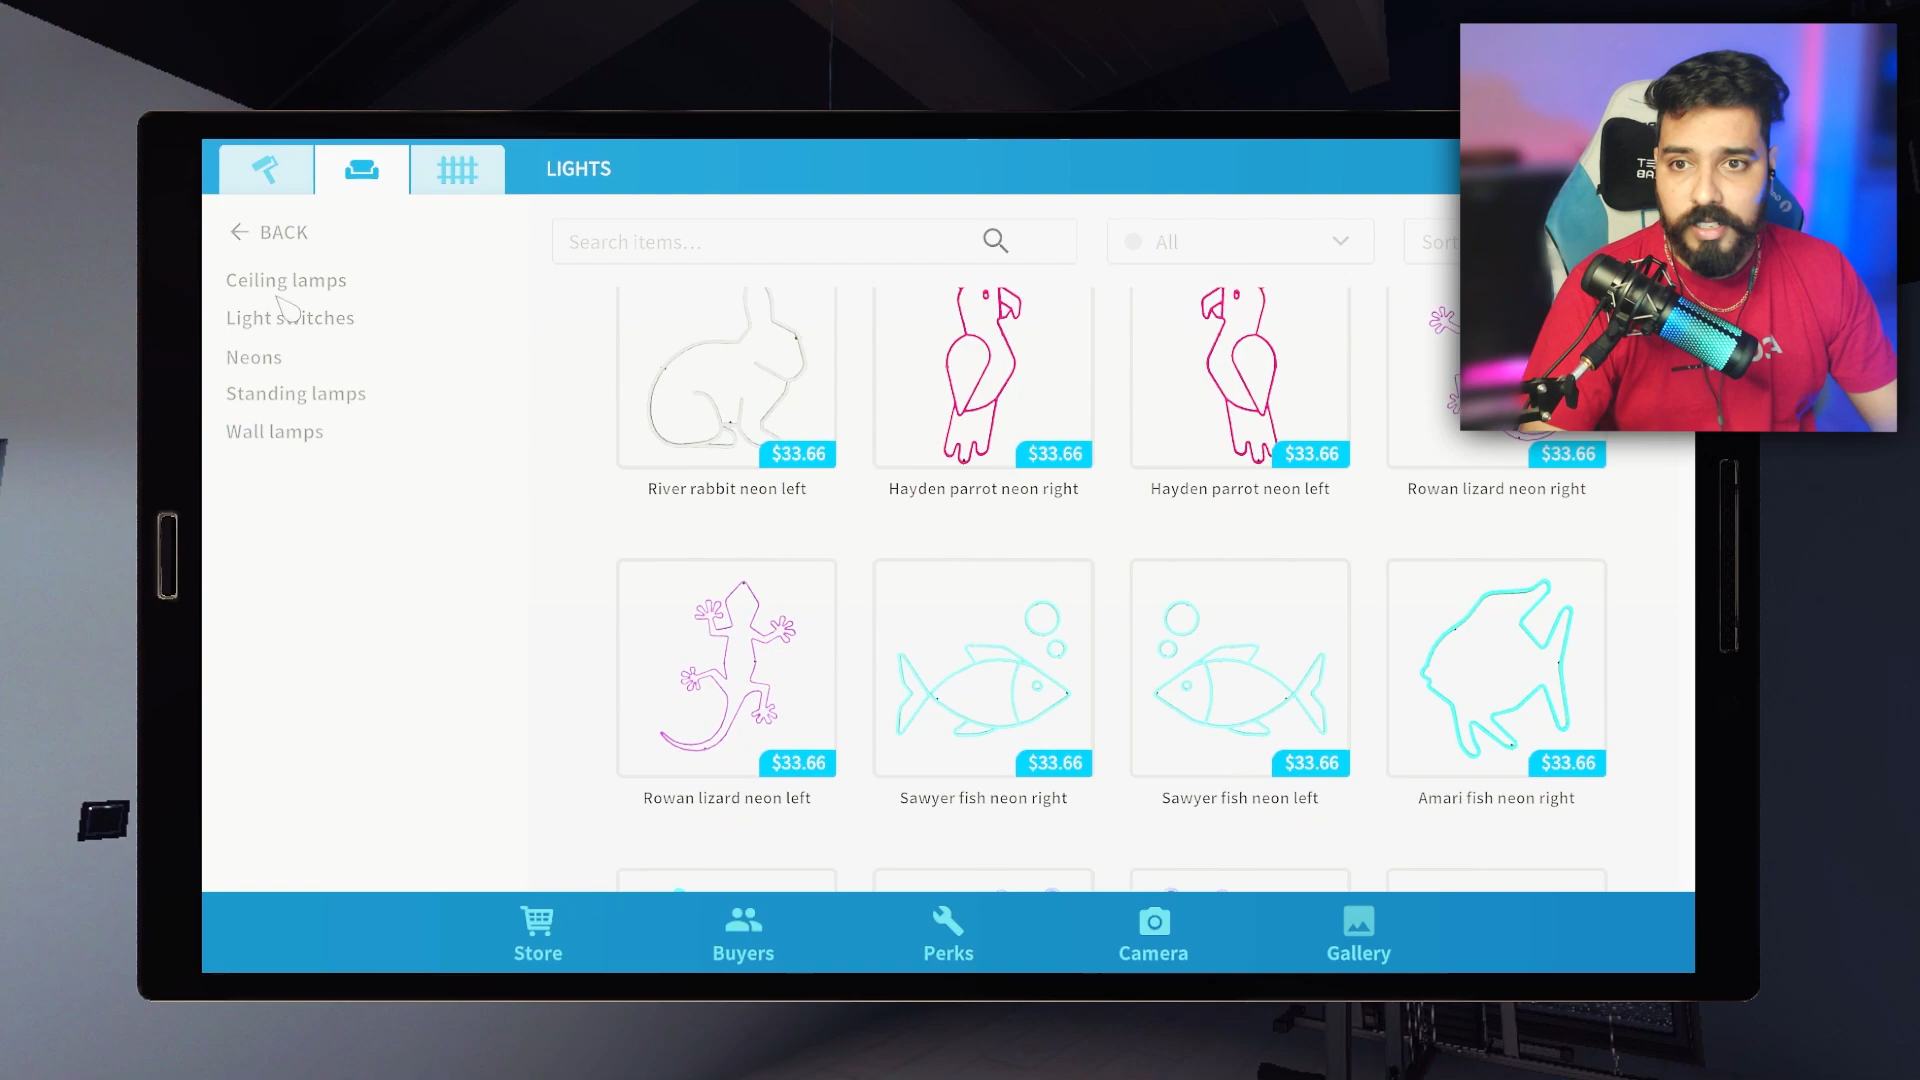 LIGHTS
BACK
Search items...
All
Sort
Ceiling lamps
Light switches
Neons
Standing lamps
Wall lamps
$33.66
$33.66
$33.66
$33.66
River rabbit neon left
Hayden parrot neon right
Hayden parrot neon left
Rowan lizard neon right
$33.66
$33.66
$33.66
$33.66
Rowan lizard neon left
Sawyer fish neon right
Sawyer fish neon left
Amari fish neon right
Store
Buyers
Perks
Camera
Gallery